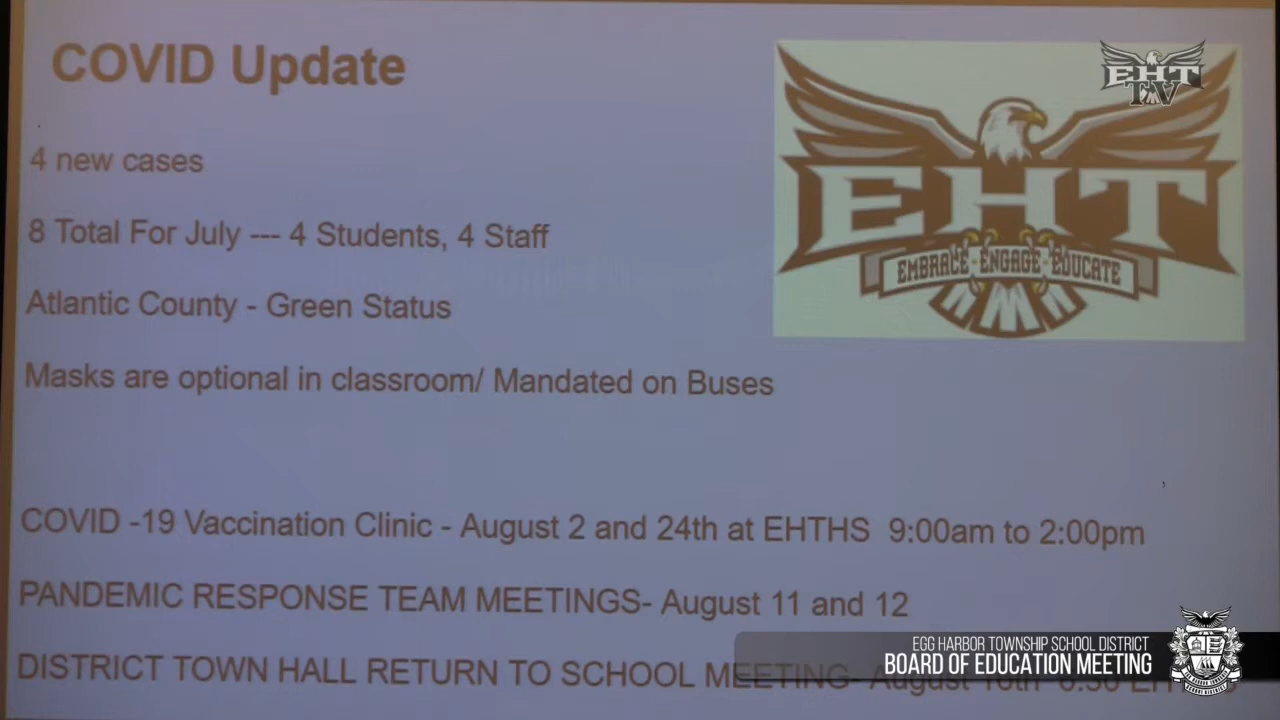 COVID Update
4 new cases
8 Total For July --- 4 Students, 4 Staff
Atlantic County - Green Status
Masks are optional in classroom/ Mandated on Buses
COVID -19 Vaccination Clinic - August 2 and 24th at EHTHS 9:00am to 2:00pm
PANDEMIC RESPONSE TEAM MEETINGS- August 11 and 12
DISTRICT TOWN HALL RETURN TO SCHOOL MEETING- August
EHT
EMBRACE-ENGAGE-EDUCATE
EHT
TV
EGG HARBOR TOWNSHIP SCHOOL DISTRICT
BOARD OF EDUCATION MEETING